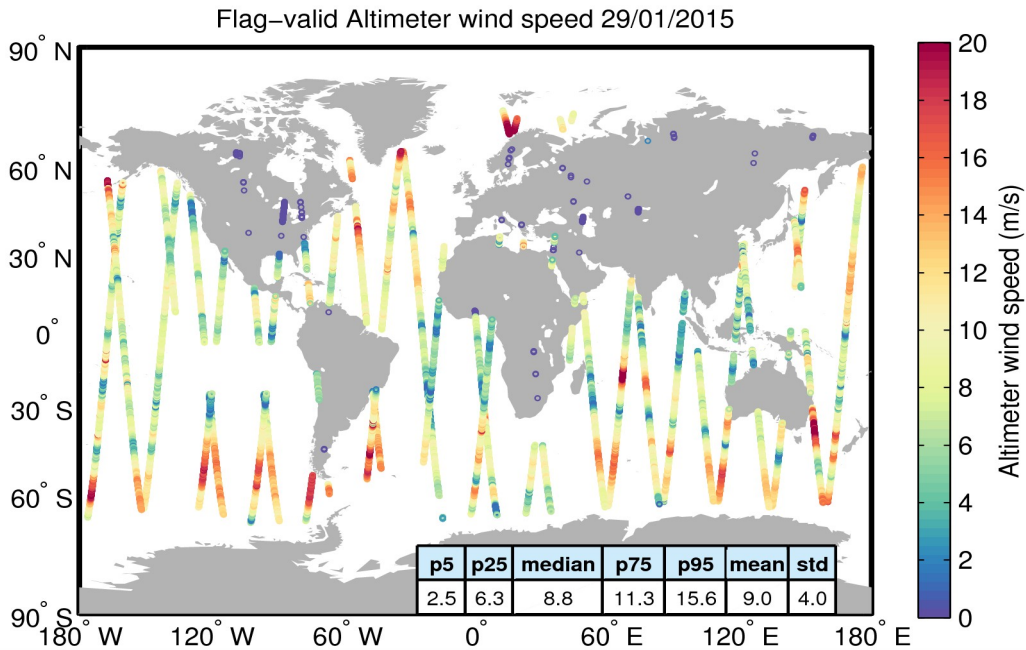 Flag−valid Altimeter wind speed 29/01/2015
90° N
60° N
30° N
0°
30° S
60° S
90° S
180° W
120° W
60° W
0°
60° E
120° E
180° E
p5 p25 median p75 p95 mean std
2.5 6.3 8.8 11.3 15.6 9.0 4.0
20
18
16
14
12
10
8
6
4
2
0
Altimeter wind speed (m/s)